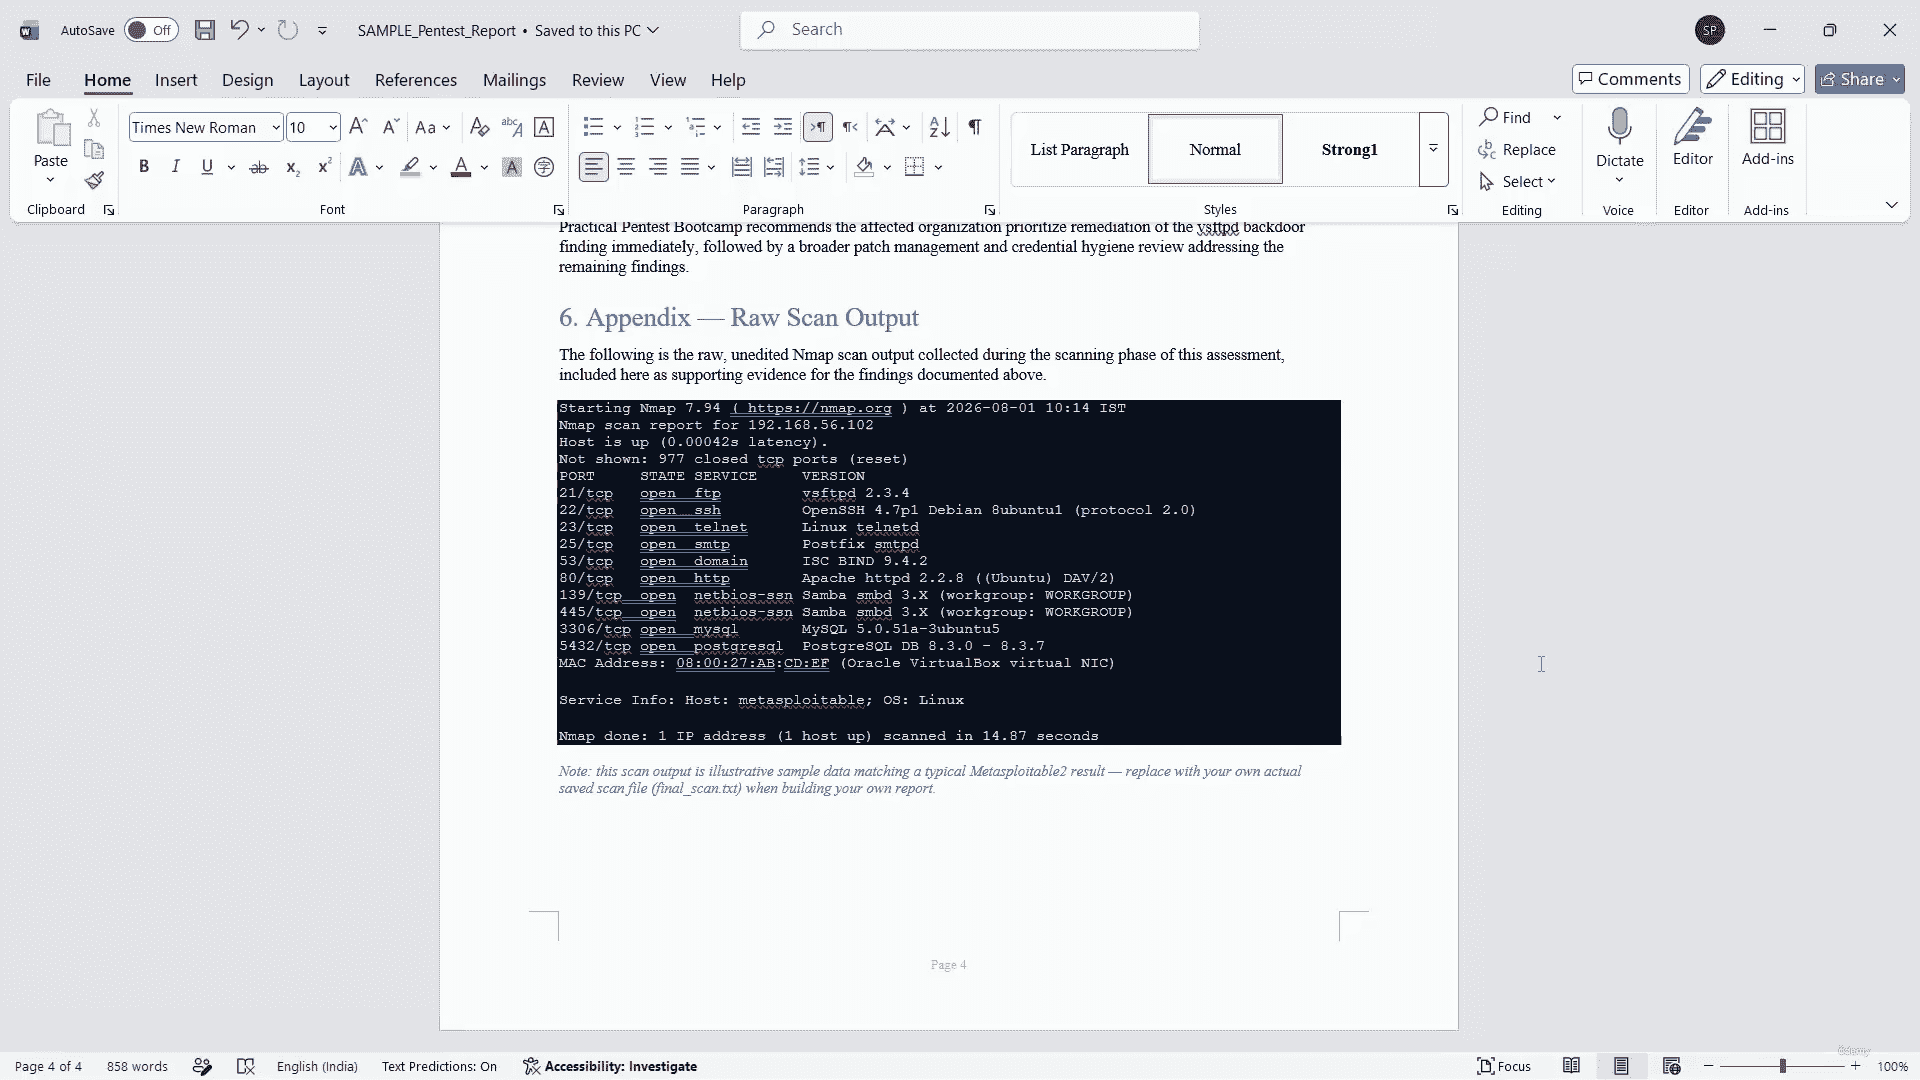 AutoSave Off SAMPLE_Pentest_Report • Saved to this PC Search SP
File Home Insert Design Layout References Mailings Review View Help Comments Editing Share
Paste Times New Roman 10 Aa List Paragraph Normal Strong1 Find Replace Select Dictate Editor Add-ins
Clipboard Font Paragraph Styles Editing Voice Editor Add-ins
Practical Pentest Bootcamp recommends the affected organization prioritize remediation of the vsftpd backdoor
finding immediately, followed by a broader patch management and credential hygiene review addressing the
remaining findings.
6. Appendix — Raw Scan Output
The following is the raw, unedited Nmap scan output collected during the scanning phase of this assessment,
included here as supporting evidence for the findings documented above.
Starting Nmap 7.94 ( https://nmap.org ) at 2026-08-01 10:14 IST
Nmap scan report for 192.168.56.102
Host is up (0.00042s latency).
Not shown: 977 closed tcp ports (reset)
PORT STATE SERVICE VERSION
21/tcp open ftp vsftpd 2.3.4
22/tcp open ssh OpenSSH 4.7p1 Debian 8ubuntu1 (protocol 2.0)
23/tcp open telnet Linux telnetd
25/tcp open smtp Postfix smtpd
53/tcp open domain ISC BIND 9.4.2
80/tcp open http Apache httpd 2.2.8 ((Ubuntu) DAV/2)
139/tcp open netbios-ssn Samba smbd 3.X (workgroup: WORKGROUP)
445/tcp open netbios-ssn Samba smbd 3.X (workgroup: WORKGROUP)
3306/tcp open mysql MySQL 5.0.51a-3ubuntu5
5432/tcp open postgresql PostgreSQL DB 8.3.0 - 8.3.7
MAC Address: 08:00:27:AB:CD:EF (Oracle VirtualBox virtual NIC)
Service Info: Host: metasploitable; OS: Linux
Nmap done: 1 IP address (1 host up) scanned in 14.87 seconds
Note: this scan output is illustrative sample data matching a typical Metasploitable2 result — replace with your own actual
saved scan file (final_scan.txt) when building your own report.
Page 4
Page 4 of 4 858 words English (India) Text Predictions: On Accessibility: Investigate Focus 100%
Udemy